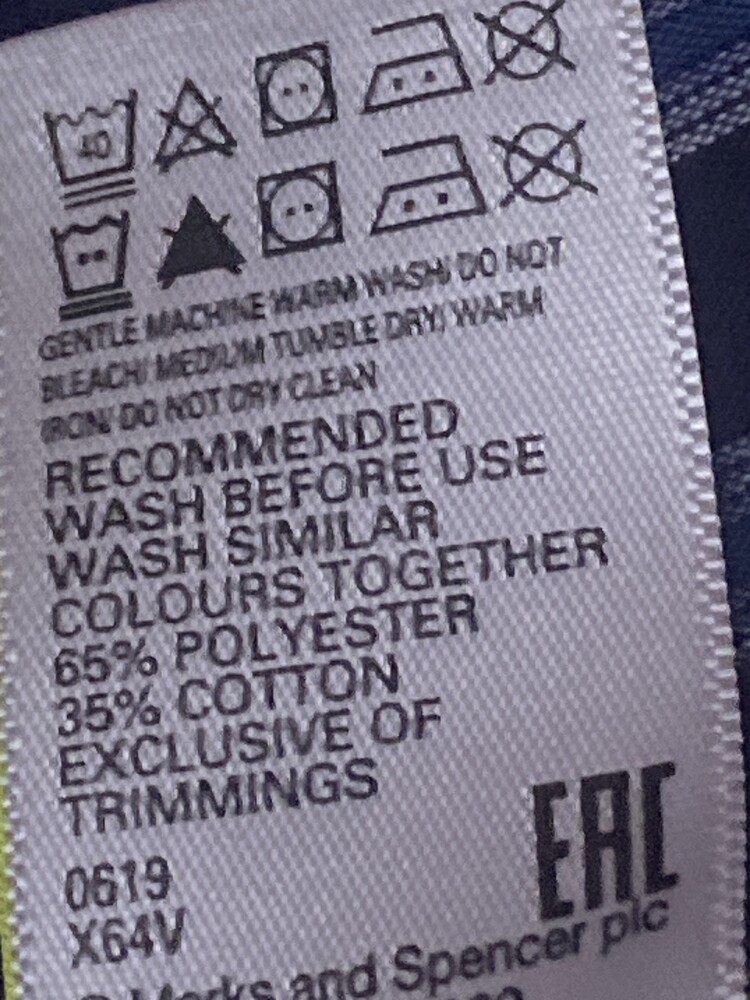 40
GENTLE MACHINE WARM WASH/ DO NOT
BLEACH/ MEDIUM TUMBLE DRY/ WARM
IRON/ DO NOT DRY CLEAN
RECOMMENDED
WASH BEFORE USE
WASH SIMILAR
COLOURS TOGETHER
65% POLYESTER
35% COTTON
EXCLUSIVE OF
TRIMMINGS
EAC
0619
X64V
© Marks and Spencer plc